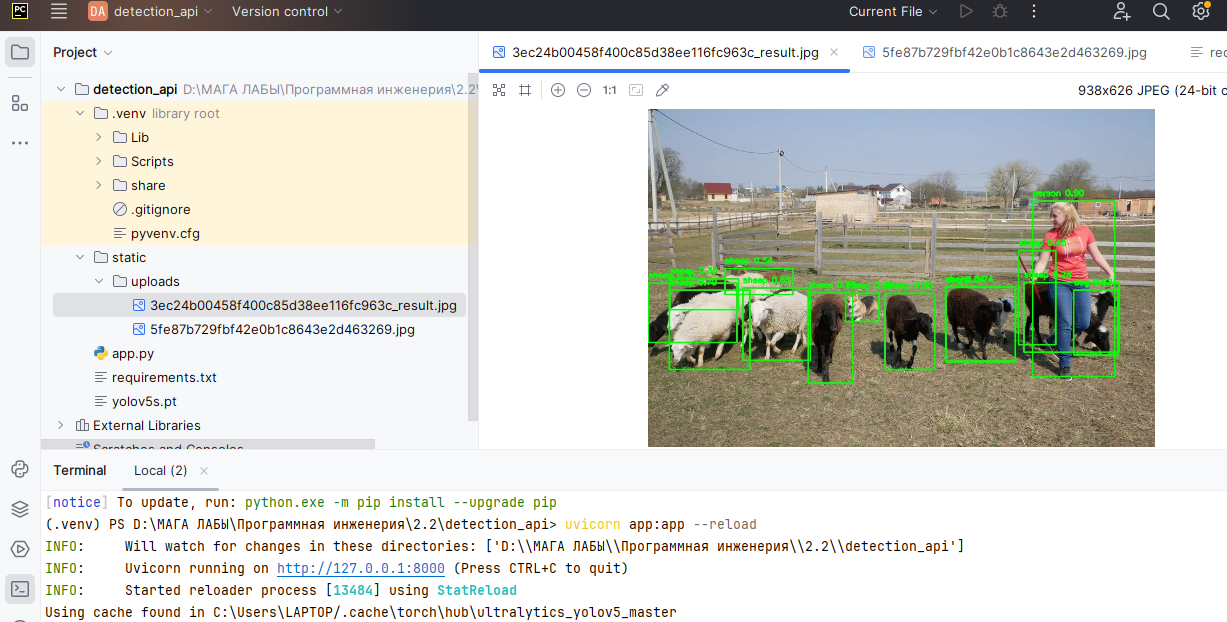 PC DA detection_api Version control Current File
Project
3ec24b00458f400c85d38ee116fc963c_result.jpg 5fe87b729fbf42e0b1c8643e2d463269.jpg
detection_api D:\МАГА ЛАБЫ\Программная инженерия\2.2\
1:1 938x626 JPEG (24-bit c
.venv library root
Lib
Scripts
share
.gitignore
pyvenv.cfg
static
uploads
3ec24b00458f400c85d38ee116fc963c_result.jpg
5fe87b729fbf42e0b1c8643e2d463269.jpg
app.py
requirements.txt
yolov5s.pt
External Libraries
Scratches and Consoles
person 0.90
Terminal Local (2)
[notice] To update, run: python.exe -m pip install --upgrade pip
(.venv) PS D:\МАГА ЛАБЫ\Программная инженерия\2.2\detection_api> uvicorn app:app --reload
INFO: Will watch for changes in these directories: ['D:\\МАГА ЛАБЫ\\Программная инженерия\\2.2\\detection_api']
INFO: Uvicorn running on http://127.0.0.1:8000 (Press CTRL+C to quit)
INFO: Started reloader process [13484] using StatReload
Using cache found in C:\Users\LAPTOP/.cache\torch\hub\ultralytics_yolov5_master